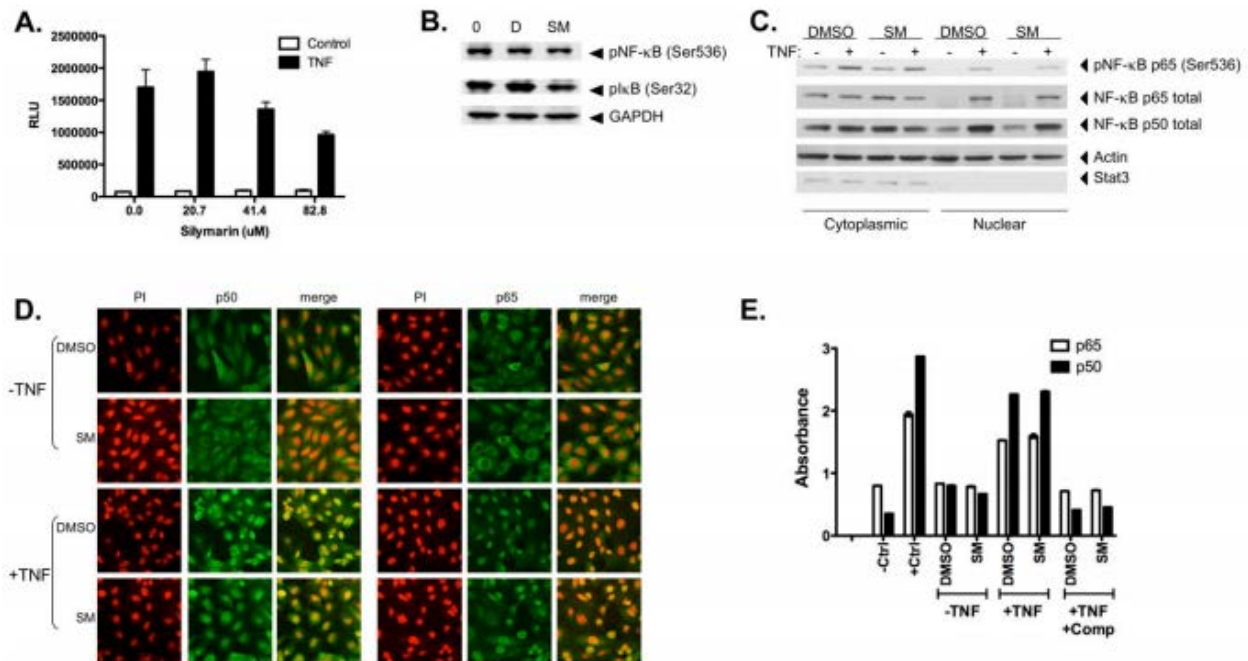 A.
Control
TNF
2500000
2000000
1500000
1000000
500000
0
RLU
0.0 20.7 41.4 82.8
Silymarin (uM)
B.
0 D SM
pNF-κB (Ser536)
pIκB (Ser32)
GAPDH
C.
DMSO SM DMSO SM
TNF: - + - + - + - +
pNF-κB p65 (Ser536)
NF-κB p65 total
NF-κB p50 total
Actin
Stat3
Cytoplasmic Nuclear
D.
PI p50 merge PI p65 merge
-TNF
DMSO
SM
+TNF
DMSO
SM
E.
p65
p50
3
2
1
0
Absorbance
-Ctrl +Ctrl DMSO SM DMSO SM DMSO SM
-TNF +TNF +TNF
+Comp